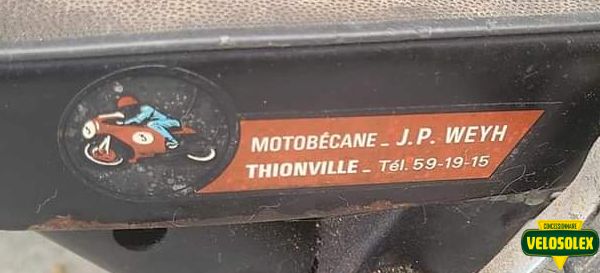 MOTOBÉCANE - J.P. WEYH
THIONVILLE - Tél. 59-19-15
CONCESSIONNAIRE
VELOSOLEX